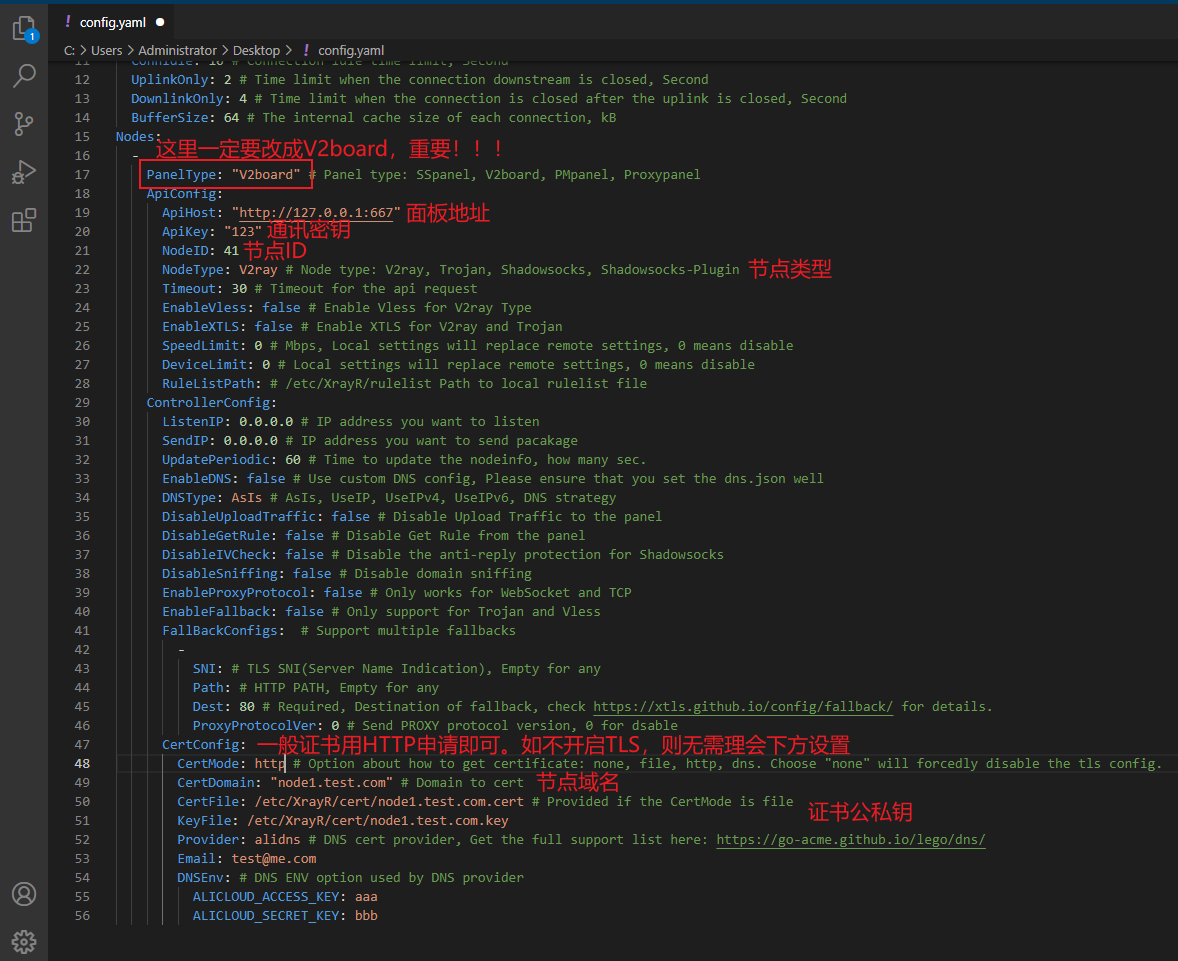 1
! config.yaml ●
C: > Users > Administrator > Desktop > ! config.yaml
11 ConnIdle: 10 # Connection idle time limit, Second
12 UplinkOnly: 2 # Time limit when the connection downstream is closed, Second
13 DownlinkOnly: 4 # Time limit when the connection is closed after the uplink is closed, Second
14 BufferSize: 64 # The internal cache size of each connection, kB
15 Nodes:
这里一定要改成V2board，重要！！！
16 -
17 PanelType: "V2board" # Panel type: SSpanel, V2board, PMpanel, Proxypanel
18 ApiConfig:
19 ApiHost: "http://127.0.0.1:667" 面板地址
20 ApiKey: "123" 通讯密钥
21 NodeID: 41 节点ID
22 NodeType: V2ray # Node type: V2ray, Trojan, Shadowsocks, Shadowsocks-Plugin 节点类型
23 Timeout: 30 # Timeout for the api request
24 EnableVless: false # Enable Vless for V2ray Type
25 EnableXTLS: false # Enable XTLS for V2ray and Trojan
26 SpeedLimit: 0 # Mbps, Local settings will replace remote settings, 0 means disable
27 DeviceLimit: 0 # Local settings will replace remote settings, 0 means disable
28 RuleListPath: # /etc/XrayR/rulelist Path to local rulelist file
29 ControllerConfig:
30 ListenIP: 0.0.0.0 # IP address you want to listen
31 SendIP: 0.0.0.0 # IP address you want to send pacakage
32 UpdatePeriodic: 60 # Time to update the nodeinfo, how many sec.
33 EnableDNS: false # Use custom DNS config, Please ensure that you set the dns.json well
34 DNSType: AsIs # AsIs, UseIP, UseIPv4, UseIPv6, DNS strategy
35 DisableUploadTraffic: false # Disable Upload Traffic to the panel
36 DisableGetRule: false # Disable Get Rule from the panel
37 DisableIVCheck: false # Disable the anti-reply protection for Shadowsocks
38 DisableSniffing: false # Disable domain sniffing
39 EnableProxyProtocol: false # Only works for WebSocket and TCP
40 EnableFallback: false # Only support for Trojan and Vless
41 FallBackConfigs: # Support multiple fallbacks
42 -
43 SNI: # TLS SNI(Server Name Indication), Empty for any
44 Path: # HTTP PATH, Empty for any
45 Dest: 80 # Required, Destination of fallback, check https://xtls.github.io/config/fallback/ for details.
46 ProxyProtocolVer: 0 # Send PROXY protocol version, 0 for dsable
47 CertConfig: 一般证书用HTTP申请即可。如不开启TLS，则无需理会下方设置
48 CertMode: http # Option about how to get certificate: none, file, http, dns. Choose "none" will forcedly disable the tls config.
49 CertDomain: "node1.test.com" # Domain to cert 节点域名
50 CertFile: /etc/XrayR/cert/node1.test.com.cert # Provided if the CertMode is file 证书公私钥
51 KeyFile: /etc/XrayR/cert/node1.test.com.key
52 Provider: alidns # DNS cert provider, Get the full support list here: https://go-acme.github.io/lego/dns/
53 Email: test@me.com
54 DNSEnv: # DNS ENV option used by DNS provider
55 ALICLOUD_ACCESS_KEY: aaa
56 ALICLOUD_SECRET_KEY: bbb